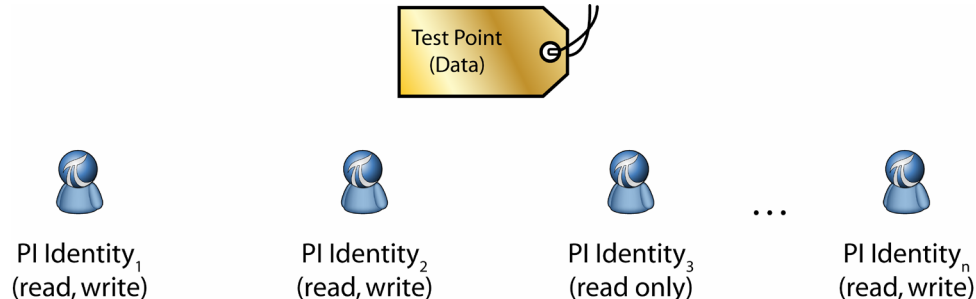 Test Point
(Data)
PI Identity₁ PI Identity₂ PI Identity₃ ... PI Identityₙ
(read, write) (read, write) (read only) (read, write)